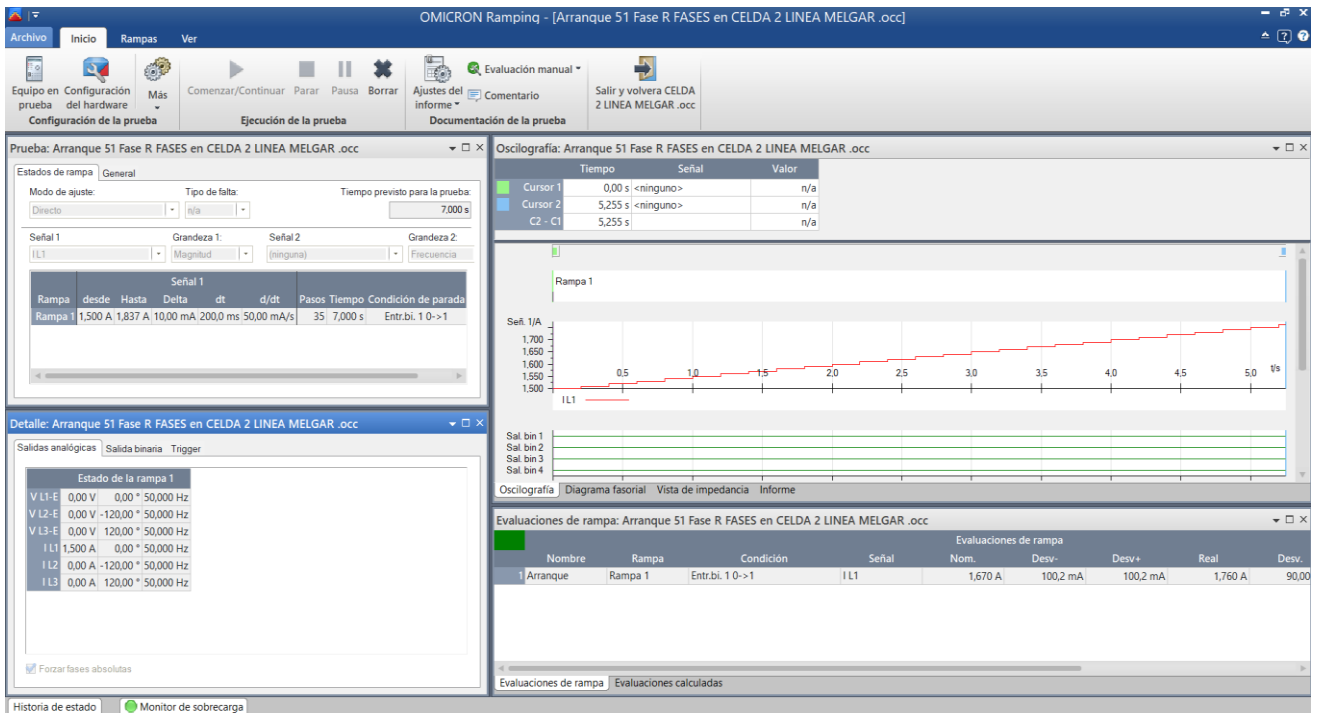 OMICRON Ramping - [Arranque 51 Fase R FASES en CELDA 2 LINEA MELGAR .occ]
Archivo Inicio Rampas Ver
Equipo en prueba Configuración del hardware Más Comenzar/Continuar Parar Pausa Borrar Ajustes del informe Evaluación manual Comentario Salir y volvera CELDA 2 LINEA MELGAR .occ
Configuración de la prueba Ejecución de la prueba Documentación de la prueba
Prueba: Arranque 51 Fase R FASES en CELDA 2 LINEA MELGAR .occ
Estados de rampa General
Modo de ajuste: Tipo de falta: Tiempo previsto para la prueba:
Directo n/a 7,000 s
Señal 1 Grandeza 1: Señal 2 Grandeza 2:
I L1 Magnitud (ninguna) Frecuencia
Señal 1
Rampa desde Hasta Delta dt d/dt Pasos Tiempo Condición de parada
Rampa 1 1,500 A 1,837 A 10,00 mA 200,0 ms 50,00 mA/s 35 7,000 s Entr.bi. 1 0->1
Detalle: Arranque 51 Fase R FASES en CELDA 2 LINEA MELGAR .occ
Salidas analógicas Salida binaria Trigger
Estado de la rampa 1
V L1-E 0,00 V 0,00 ° 50,000 Hz
V L2-E 0,00 V -120,00 ° 50,000 Hz
V L3-E 0,00 V 120,00 ° 50,000 Hz
I L1 1,500 A 0,00 ° 50,000 Hz
I L2 0,00 A -120,00 ° 50,000 Hz
I L3 0,00 A 120,00 ° 50,000 Hz
Forzar fases absolutas
Oscilografía: Arranque 51 Fase R FASES en CELDA 2 LINEA MELGAR .occ
Tiempo Señal Valor
Cursor 1 0,00 s <ninguno> n/a
Cursor 2 5,255 s <ninguno> n/a
C2 - C1 5,255 s n/a
Rampa 1
Señ. 1/A
1,700
1,650
1,600
1,550
1,500
0,5 1,0 1,5 2,0 2,5 3,0 3,5 4,0 4,5 5,0 t/s
I L1
Sal. bin 1
Sal. bin 2
Sal. bin 3
Sal. bin 4
Oscilografía Diagrama fasorial Vista de impedancia Informe
Evaluaciones de rampa: Arranque 51 Fase R FASES en CELDA 2 LINEA MELGAR .occ
Evaluaciones de rampa
Nombre Rampa Condición Señal Nom. Desv- Desv+ Real Desv.
1 Arranque Rampa 1 Entr.bi. 1 0->1 I L1 1,670 A 100,2 mA 100,2 mA 1,760 A 90,00
Evaluaciones de rampa Evaluaciones calculadas
Historia de estado Monitor de sobrecarga